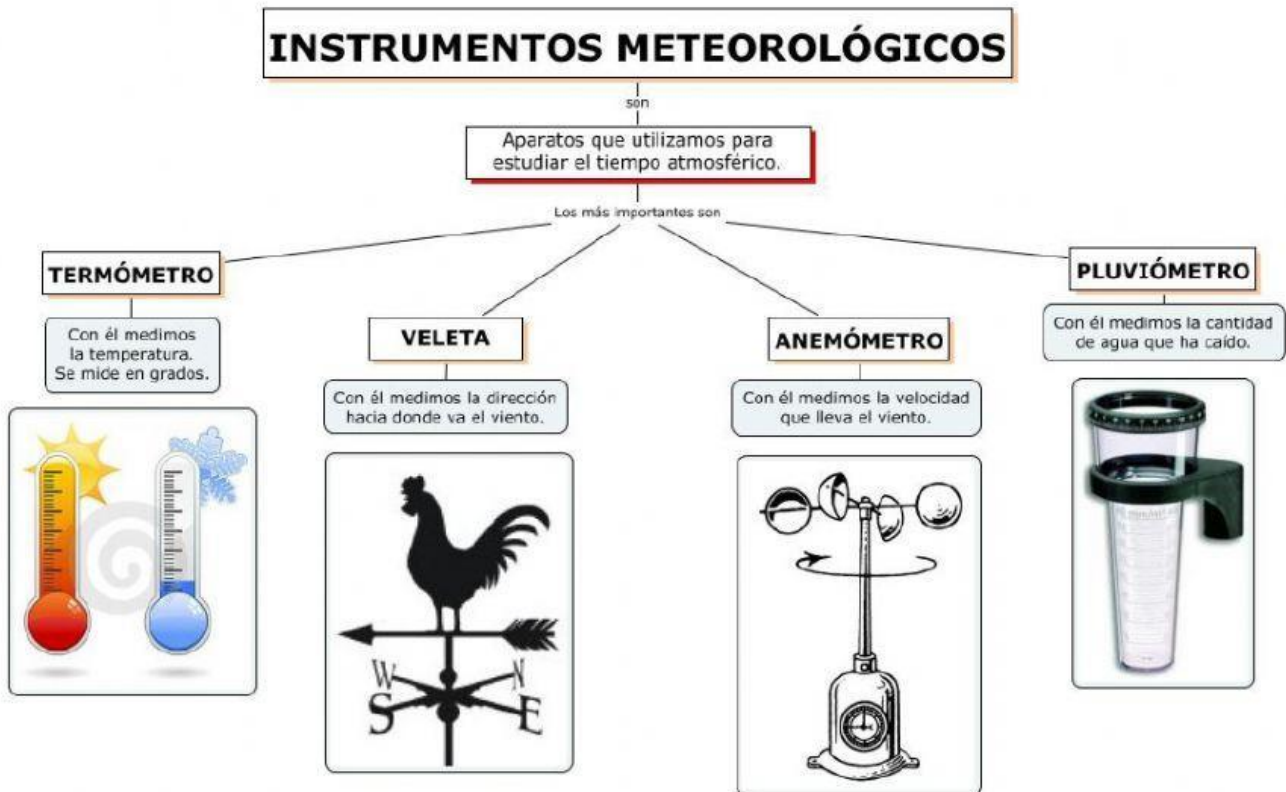 INSTRUMENTOS METEOROLÓGICOS
son
Aparatos que utilizamos para
estudiar el tiempo atmosférico.
Los más importantes son
TERMÓMETRO
Con él medimos
la temperatura.
Se mide en grados.
VELETA
Con él medimos la dirección
hacia donde va el viento.
W
N
S
E
ANEMÓMETRO
Con él medimos la velocidad
que lleva el viento.
PLUVIÓMETRO
Con él medimos la cantidad
de agua que ha caído.